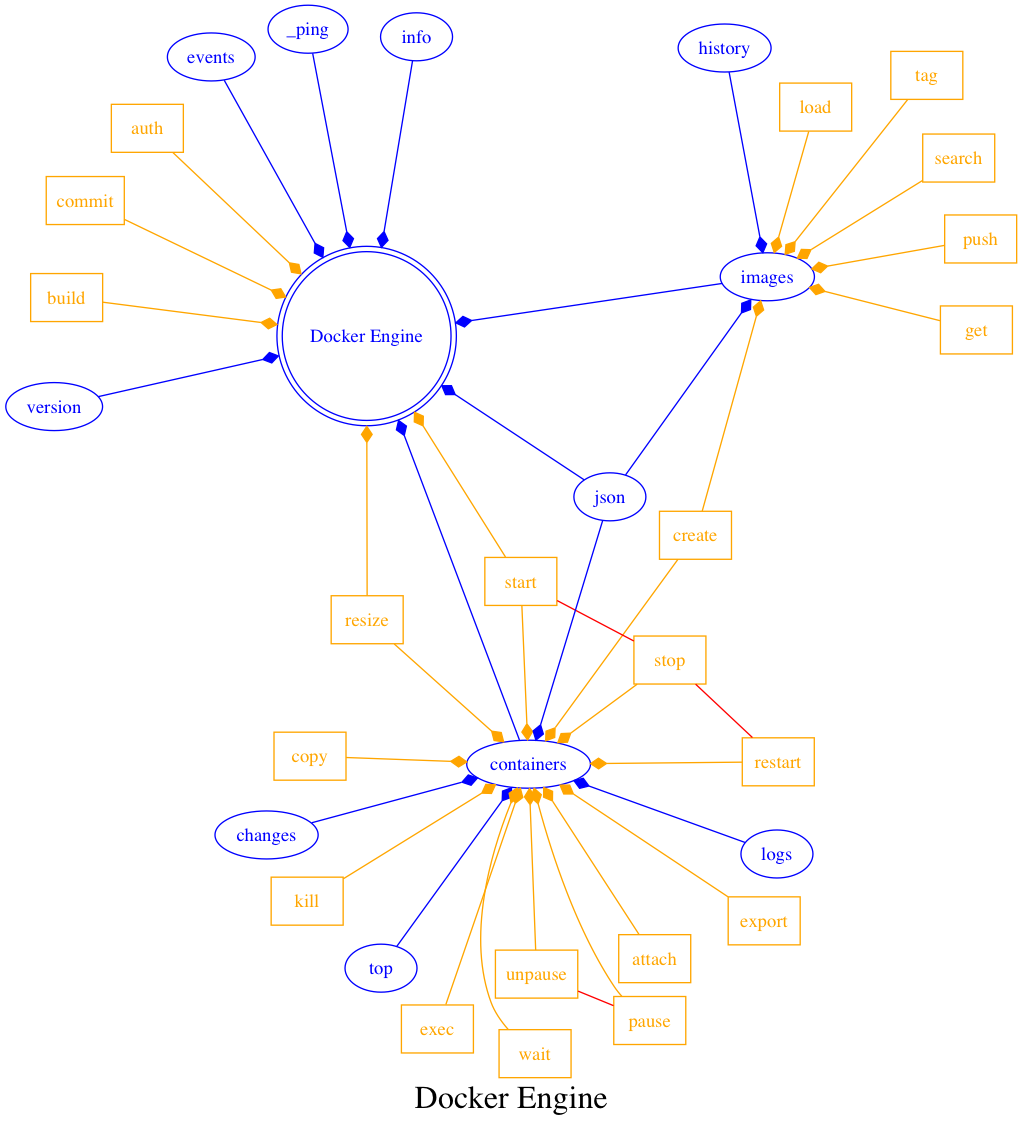 _ping
info
events
history
tag
load
auth
search
commit
push
images
build
get
Docker Engine
version
json
create
start
resize
stop
copy
containers
restart
changes
logs
kill
export
attach
top
unpause
pause
exec
wait
Docker Engine